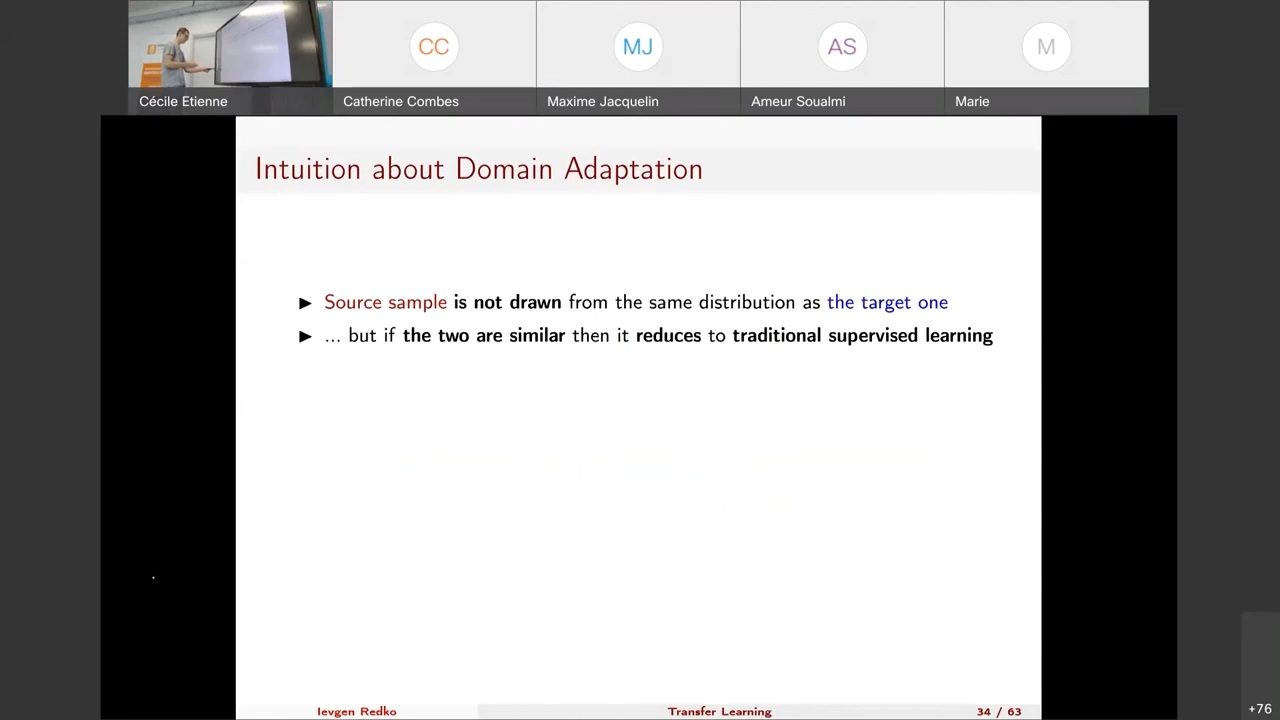 CC
MJ
AS
M
Cécile Etienne
Catherine Combes
Maxime Jacquelin
Ameur Soualmi
Marie
Intuition about Domain Adaptation
▶ Source sample is not drawn from the same distribution as the target one
▶ ... but if the two are similar then it reduces to traditional supervised learning
Ievgen Redko
Transfer Learning
34 / 63
+76